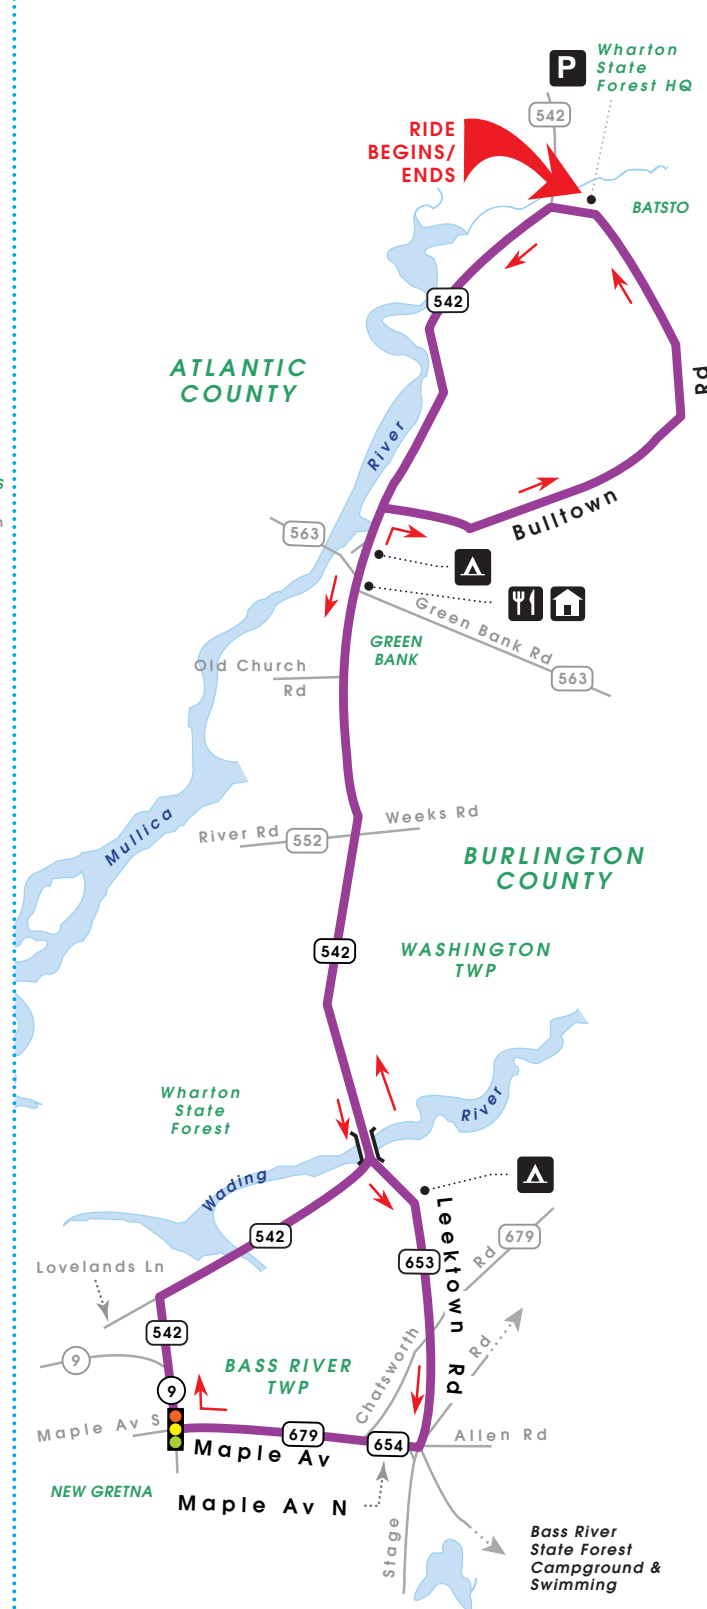 P
Wharton
State
Forest HQ
542
RIDE
BEGINS/
ENDS
BATSTO
542
ATLANTIC
COUNTY
Rd
River
Bulltown
563
Green Bank Rd
GREEN
BANK
Old Church
Rd
563
Mullica
River Rd
552
Weeks Rd
BURLINGTON
COUNTY
542
WASHINGTON
TWP
Wharton
State
Forest
River
Wading
542
Leektown Rd
679
Rd
653
Lovelands Ln
542
9
Chatsworth
Rd
BASS RIVER
TWP
9
Maple Av S
679
654
Allen Rd
Maple Av
NEW GRETNA
Maple Av N
Stage
Bass River
State Forest
Campground &
Swimming